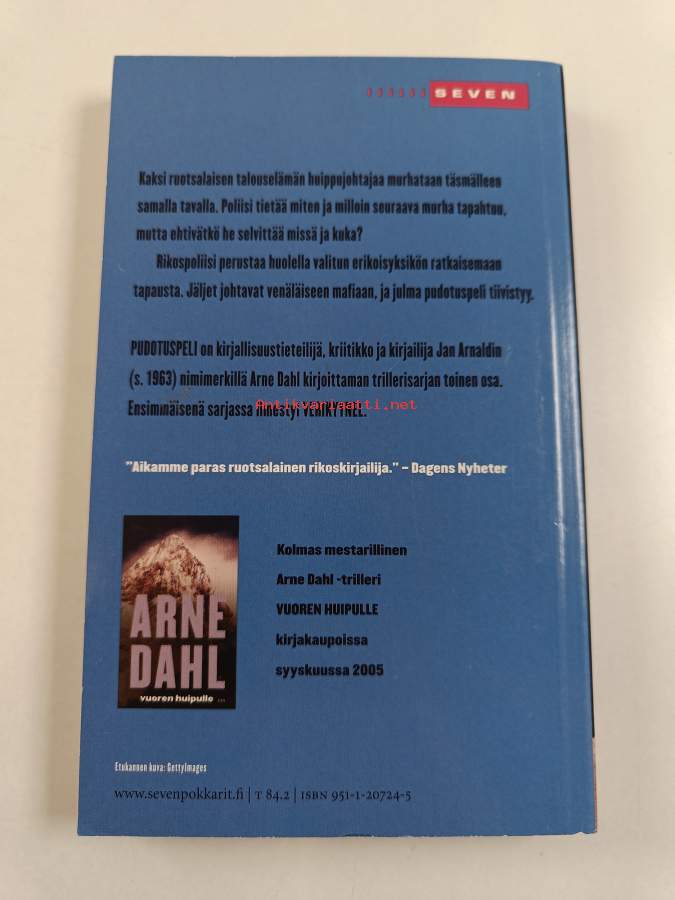 SEVEN
Kaksi ruotsalaisen talouselämän huippujohtajaa murhataan täsmälleen
samalla tavalla. Poliisi tietää miten ja milloin seuraava murha tapahtuu,
mutta ehtivätkö he selvittää missä ja kuka?
Rikospoliisi perustaa huolella valitun erikoisyksikön ratkaisemaan
tapausta. Jäljet johtavat venäläiseen mafiaan, ja julma pudotuspeli tiivistyy.
PUDOTUSPELI on kirjallisuustieteilijä, kriitikko ja kirjailija Jan Arnaldin
(s. 1963) nimimerkillä Arne Dahl kirjoittaman trillerisarjan toinen osa.
Antikvariaatti.net
Ensimmäisenä sarjassa ilmestyi VERIKYYNEL.
"Aikamme paras ruotsalainen rikoskirjailija." – Dagens Nyheter
ARNE
DAHL
vuoren huipulle
Kolmas mestarillinen
Arne Dahl -trilleri
VUOREN HUIPULLE
kirjakaupoissa
syyskuussa 2005
Etukannen kuva: GettyImages
www.sevenpokkarit.fi | T 84.2 | ISBN 951-1-20724-5